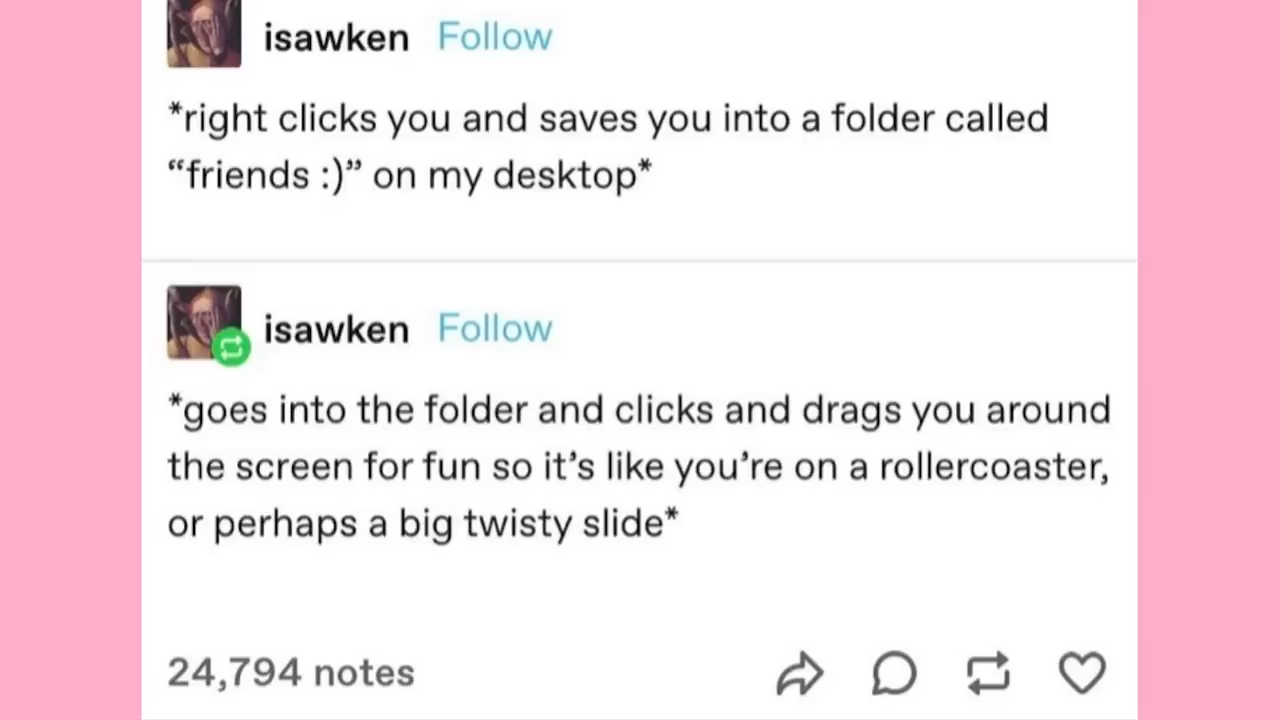 isawken Follow
*right clicks you and saves you into a folder called
“friends :)” on my desktop*
isawken Follow
*goes into the folder and clicks and drags you around
the screen for fun so it’s like you’re on a rollercoaster,
or perhaps a big twisty slide*
24,794 notes